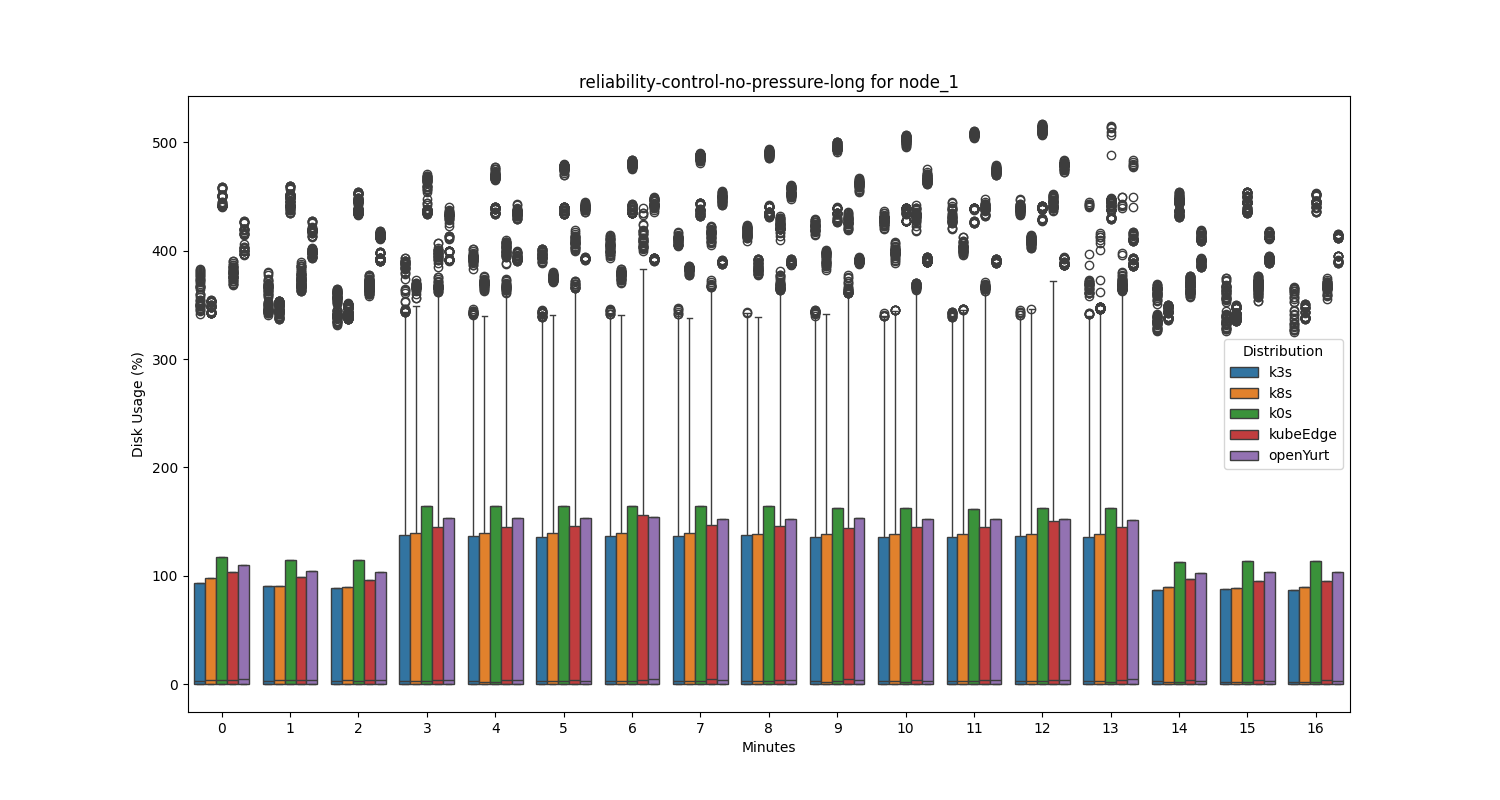 reliability-control-no-pressure-long for node_1
500
400
300
200
100
0
Disk Usage (%)
Distribution
k3s
k8s
k0s
kubeEdge
openYurt
0 1 2 3 4 5 6 7 8 9 10 11 12 13 14 15 16
Minutes